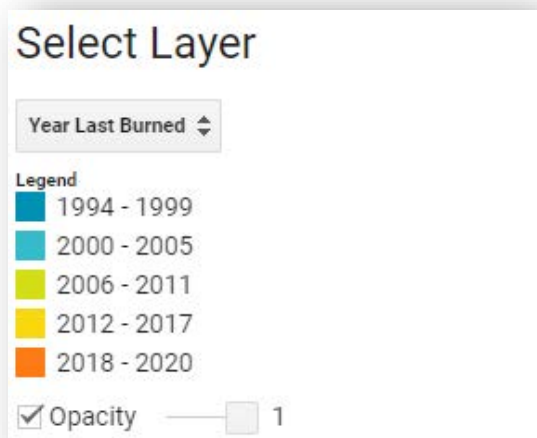 Select Layer
Year Last Burned
Legend
1994 - 1999
2000 - 2005
2006 - 2011
2012 - 2017
2018 - 2020
Opacity 1